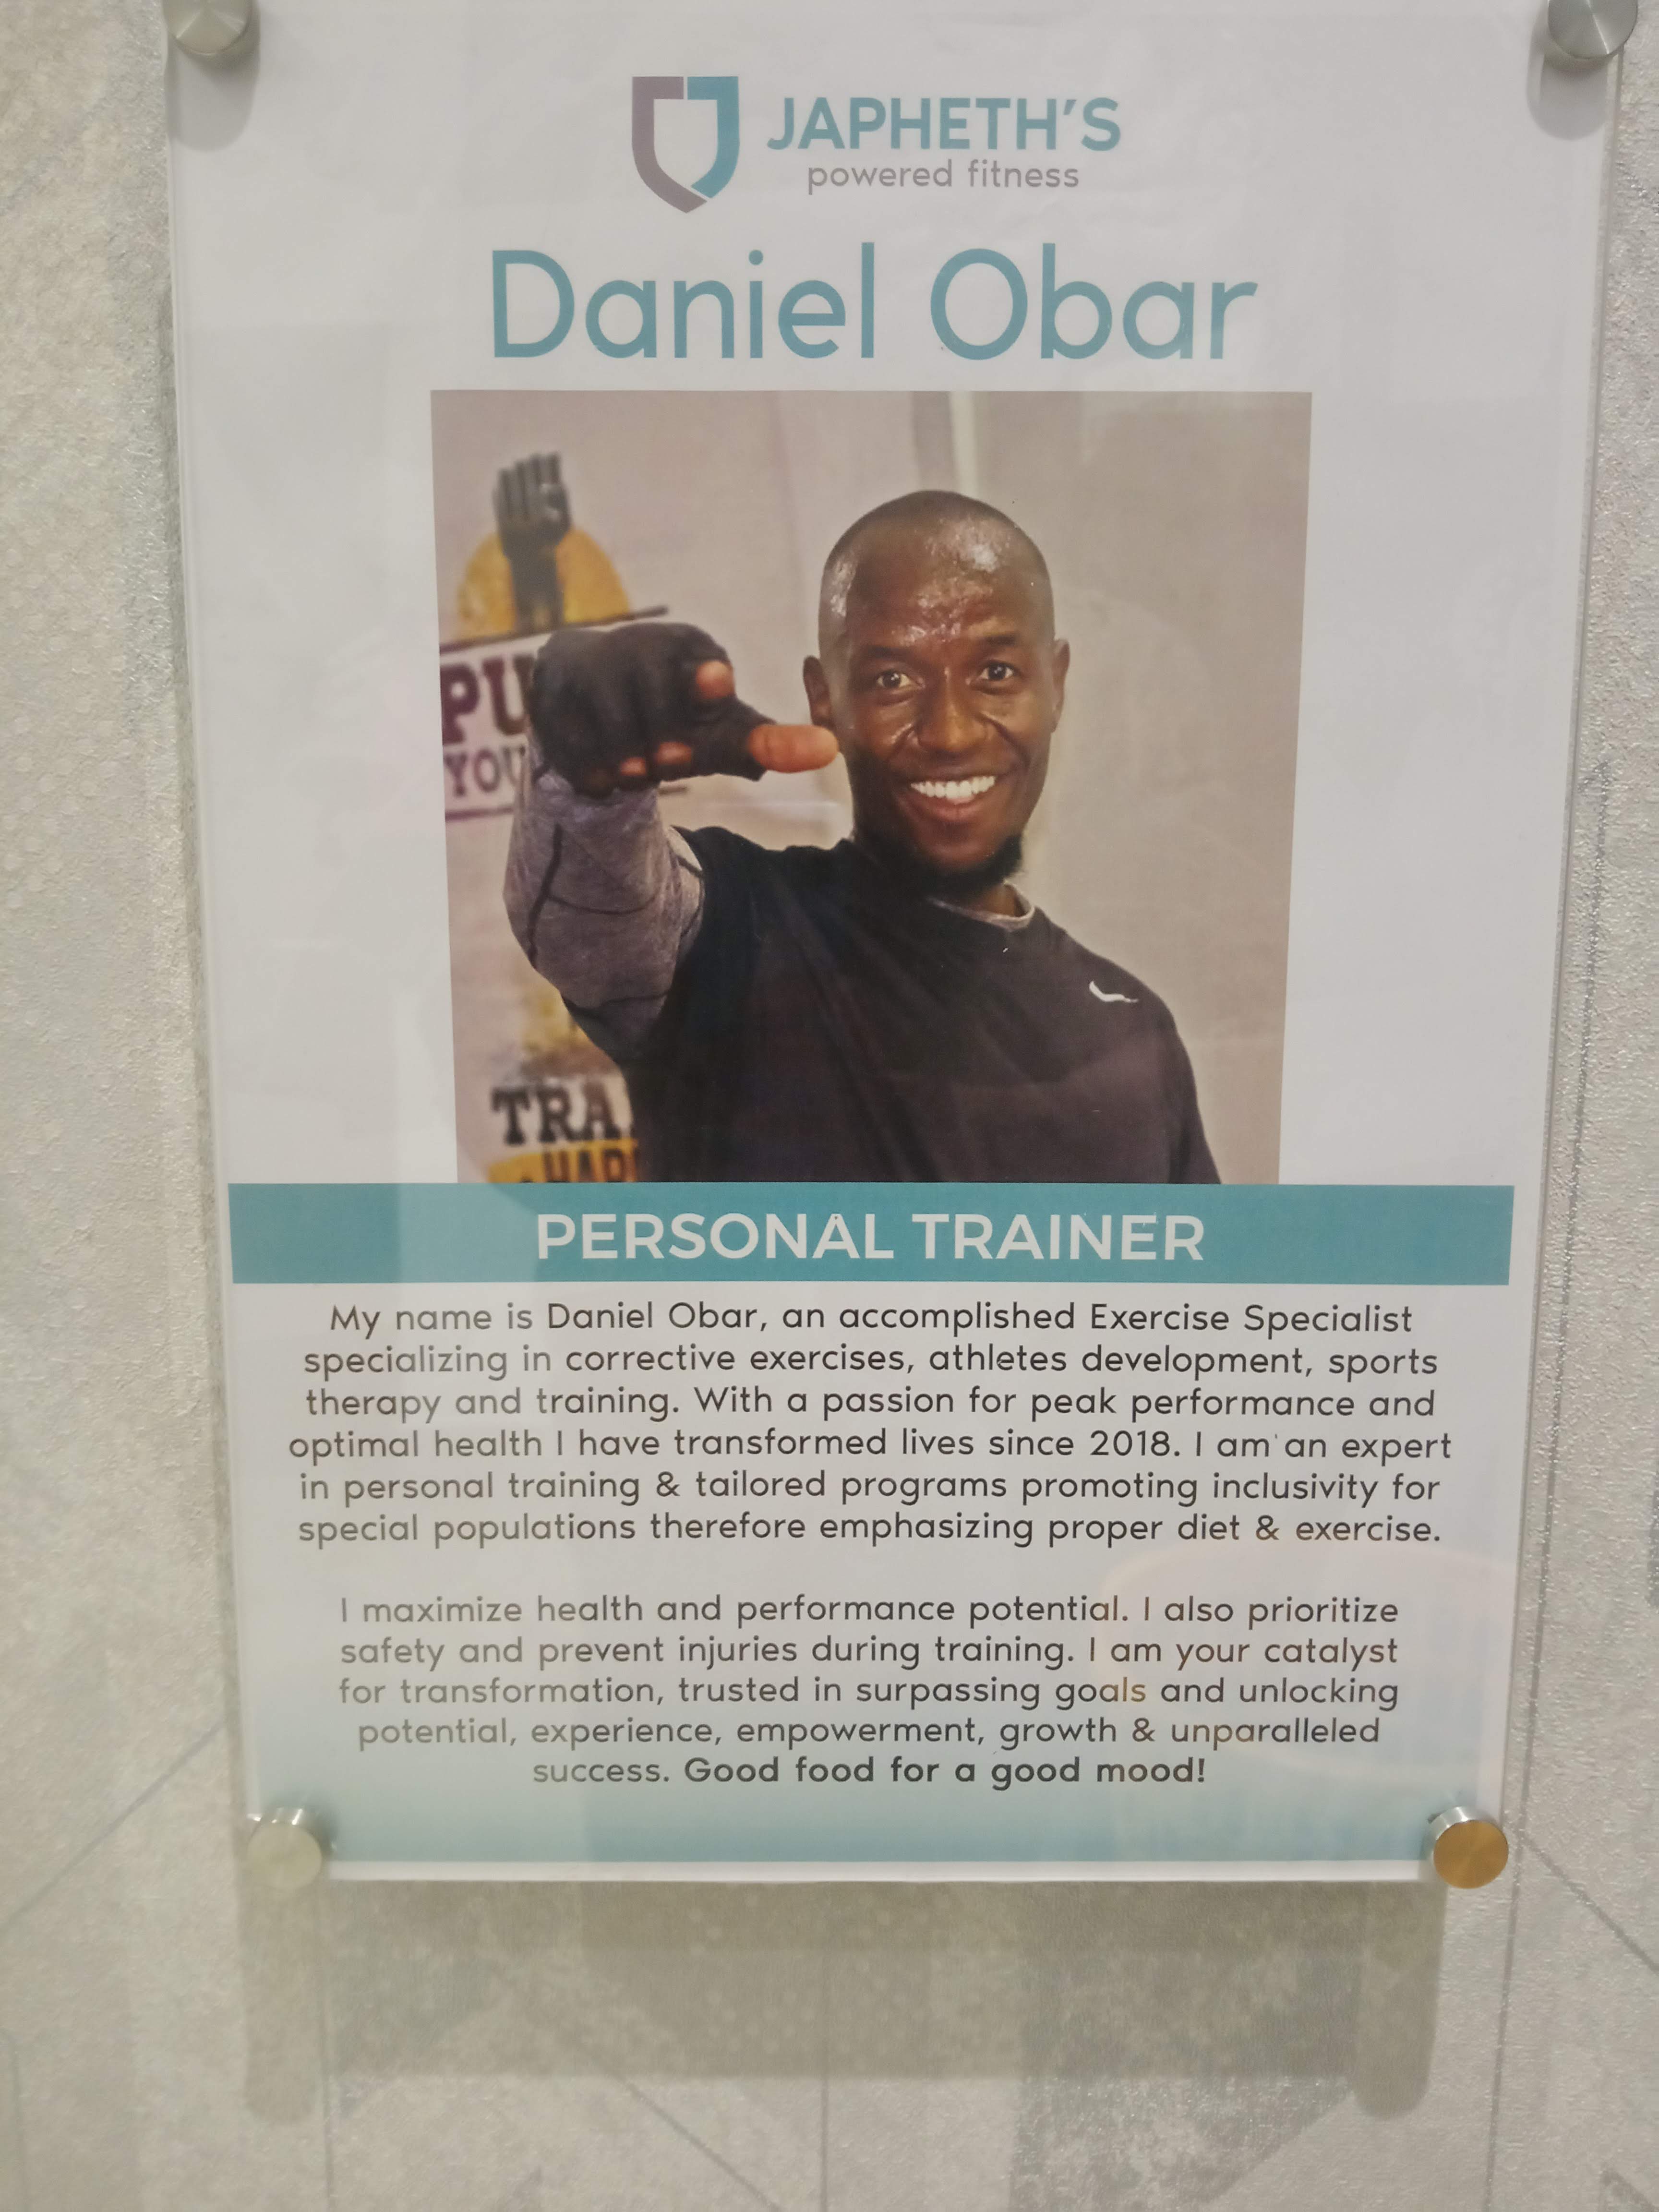 JAPHETH'S
powered fitness
Daniel Obar
PU
YOU
TRA
HARD
PERSONAL TRAINER
My name is Daniel Obar, an accomplished Exercise Specialist
specializing in corrective exercises, athletes development, sports
therapy and training. With a passion for peak performance and
optimal health I have transformed lives since 2018. I am an expert
in personal training & tailored programs promoting inclusivity for
special populations therefore emphasizing proper diet & exercise.
I maximize health and performance potential. I also prioritize
safety and prevent injuries during training. I am your catalyst
for transformation, trusted in surpassing goals and unlocking
potential, experience, empowerment, growth & unparalleled
success. Good food for a good mood!